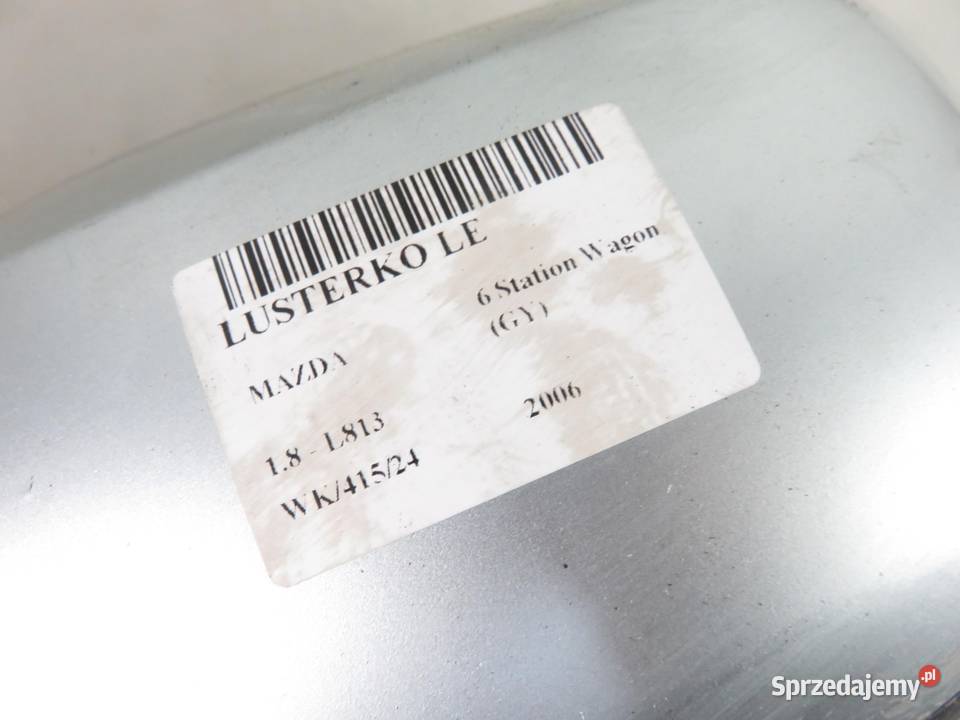 LUSTERKO LE
MAZDA
6 Station Wagon
(GY)
1.8 - L813
2006
WK/415/24
Sprzedajemy.pl